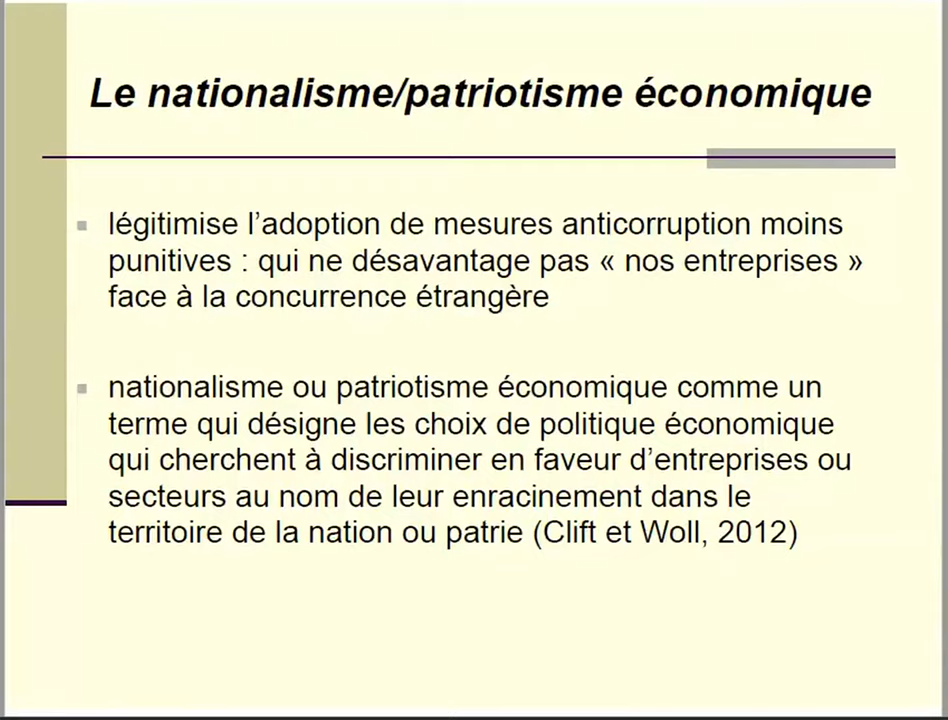 Le nationalisme/patriotisme économique
légitimise l’adoption de mesures anticorruption moins
punitives : qui ne désavantage pas « nos entreprises »
face à la concurrence étrangère
nationalisme ou patriotisme économique comme un
terme qui désigne les choix de politique économique
qui cherchent à discriminer en faveur d’entreprises ou
secteurs au nom de leur enracinement dans le
territoire de la nation ou patrie (Clift et Woll, 2012)